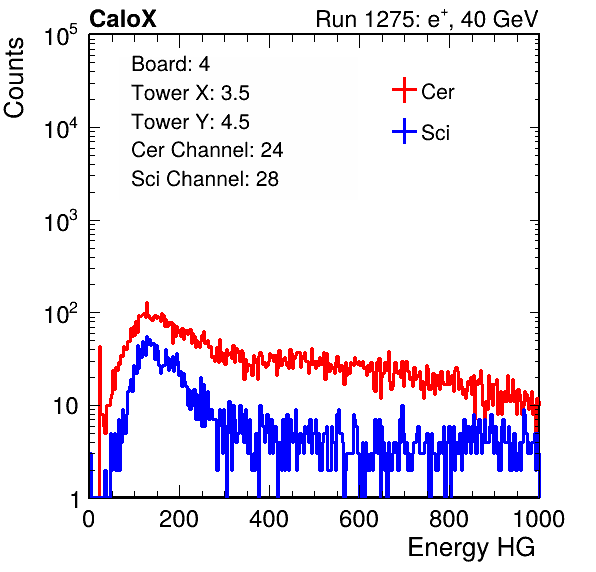 CaloX Run 1275: e⁺, 40 GeV
Counts
Board: 4
Tower X: 3.5
Tower Y: 4.5
Cer Channel: 24
Sci Channel: 28
Cer
Sci
10⁵
10⁴
10³
10²
10
1
0 200 400 600 800 1000
Energy HG